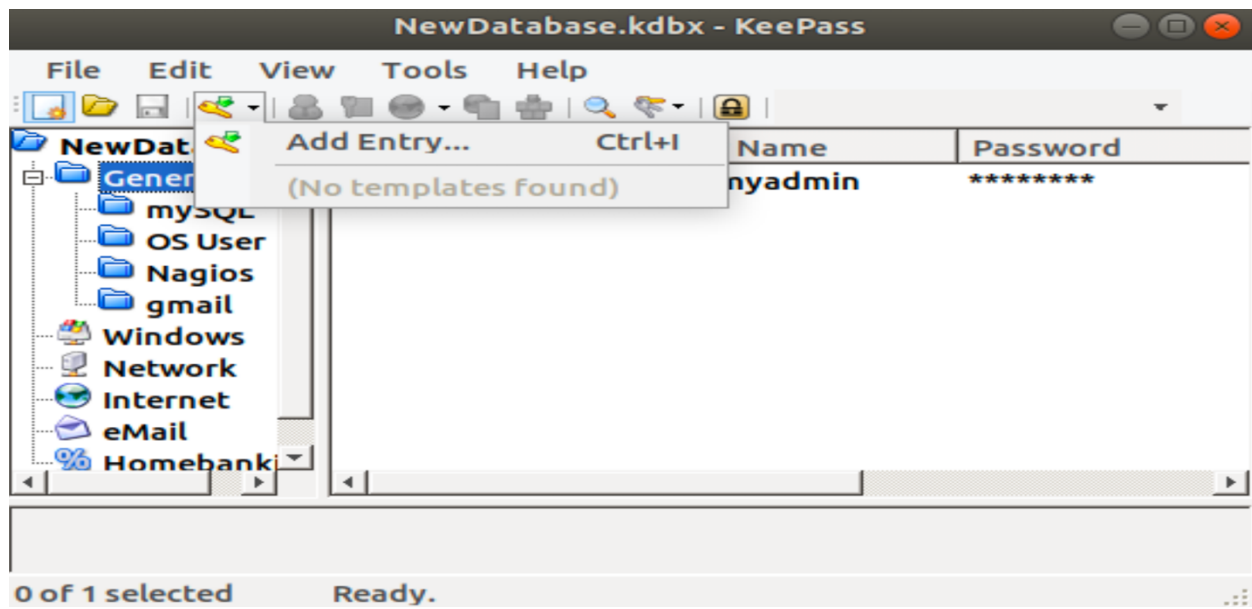 NewDatabase.kdbx - KeePass
File Edit View Tools Help
NewDat
Add Entry... Ctrl+I
Name Password
Gener
(No templates found)
nyadmin ********
mySQL
OS User
Nagios
gmail
Windows
Network
Internet
eMail
Homebanki
0 of 1 selected Ready.